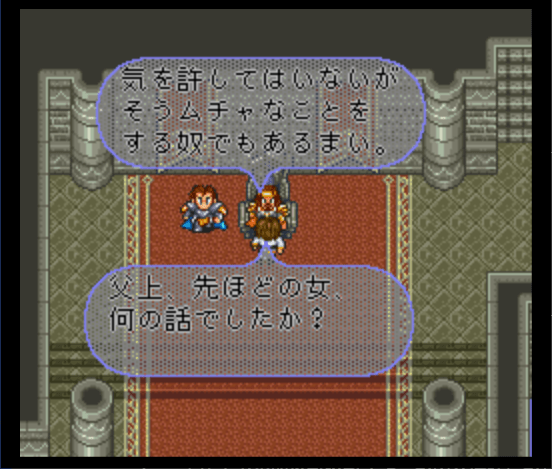 気を許してはいないが
そうムチャなことを
する奴でもあるまい。
父上、先ほどの女、
何の話でしたか？